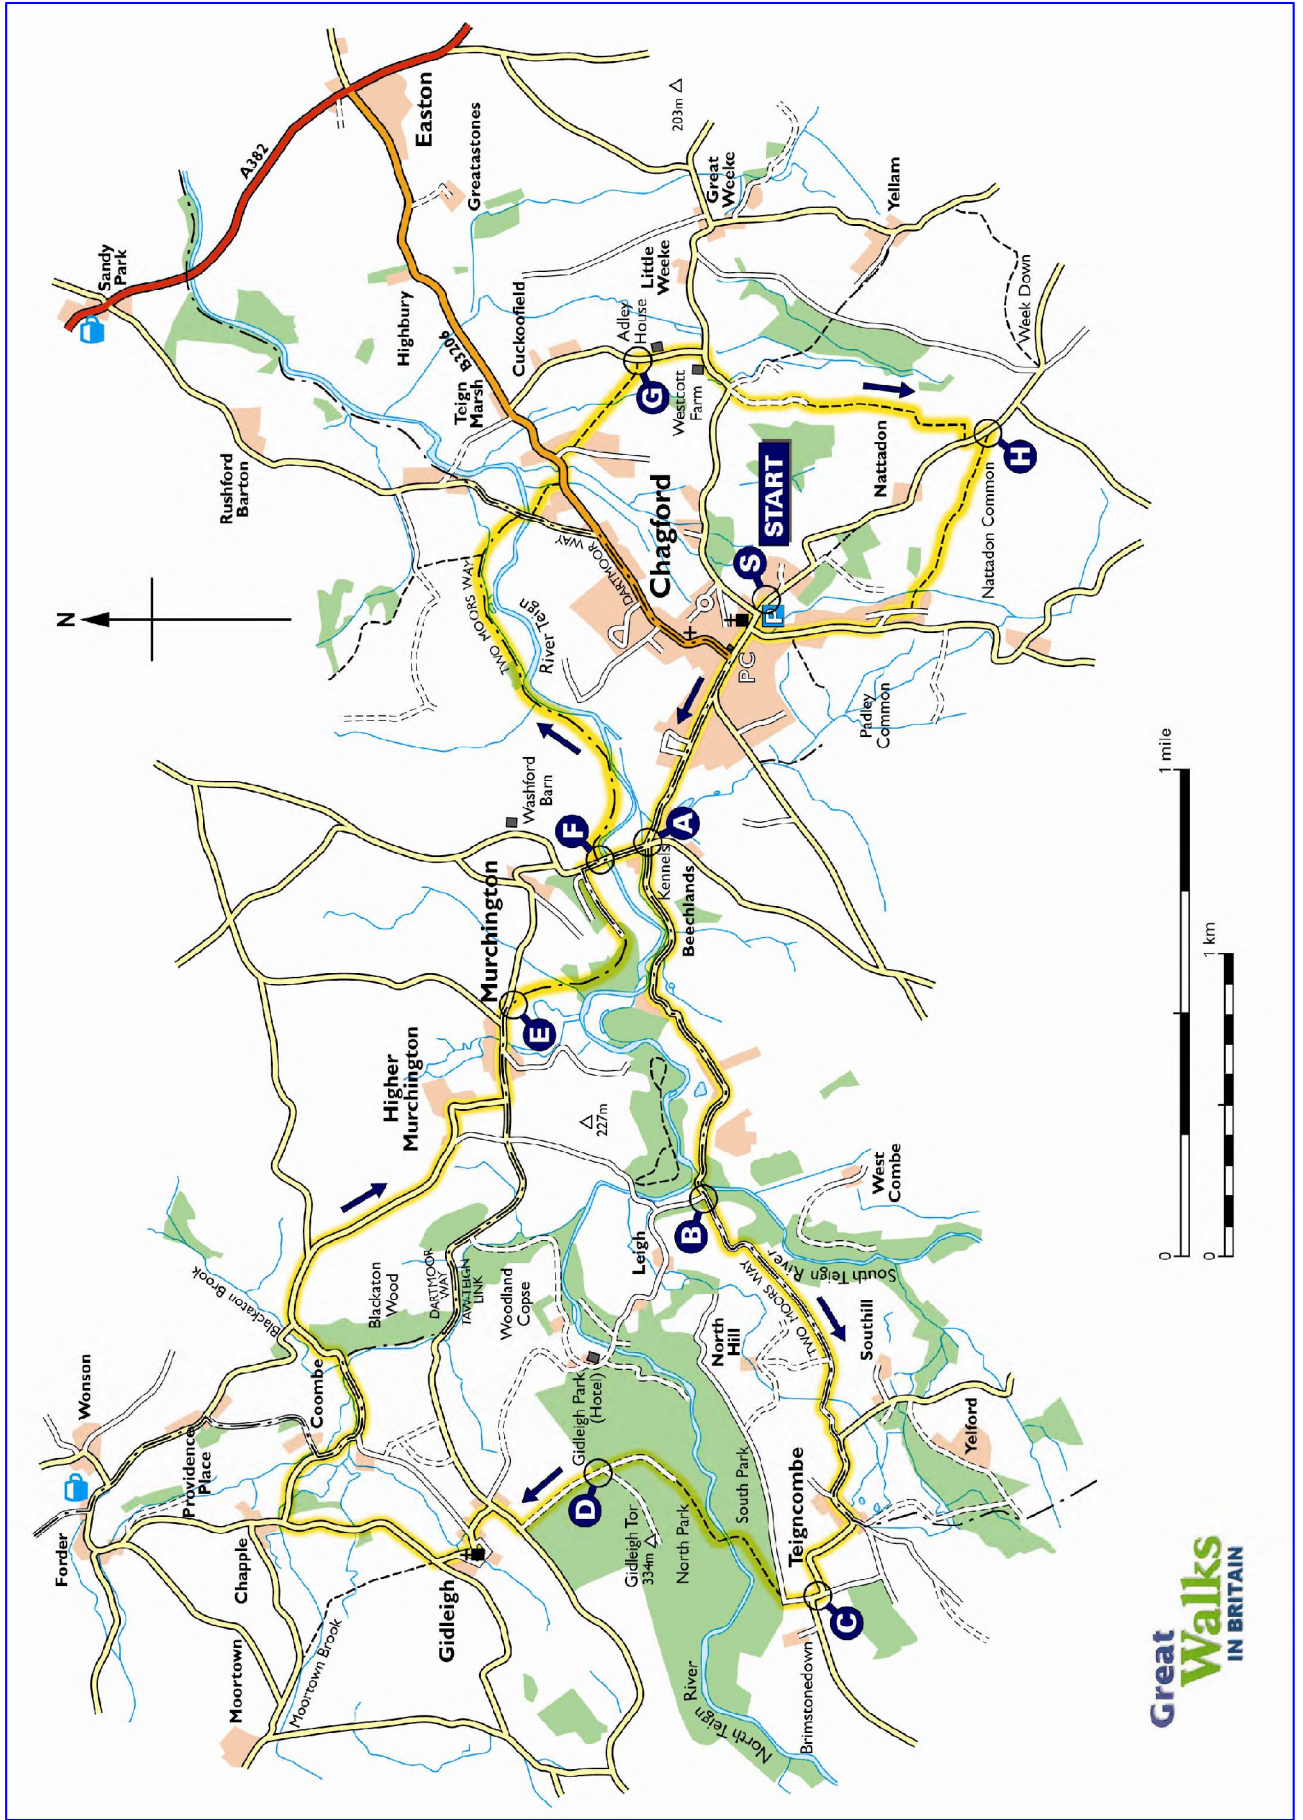 Wonson
Forder
Providence
Place
Coombe
Chapple
Moortown
Moortown Brook
Gidleigh
Blackaton Brook
Blackaton
Wood
DARTMOOR
WAY
TAW-TEIGN
LINK
Woodland
Copse
Gidleigh Park
(Hotel)
D
Gidleigh Tor
334m
North Park
South Park
Teigncombe
C
Brimstonedown
River
North Teign
Leigh
North
Hill
B
TWO MOORS WAY
South Teign River
Southill
Yelford
West
Combe
Higher
Murchington
227m
E
Murchington
Washford
Barn
F
A
Kennels
Beechlands
N
TWO MOORS WAY
River Teign
DARTMOOR WAY
Chagford
PC
P
S
START
Padley
Common
Rushford
Barton
Sandy
Park
A382
Easton
Greatastones
Highbury
B3206
Teign
Marsh
Cuckoofield
Adley
House
G
Westcott
Farm
Little
Weeke
Great
Weeke
203m
Yellam
Week Down
Nattadon
H
Nattadon Common
0
1 mile
0
1 km
Great
Walks
IN BRITAIN